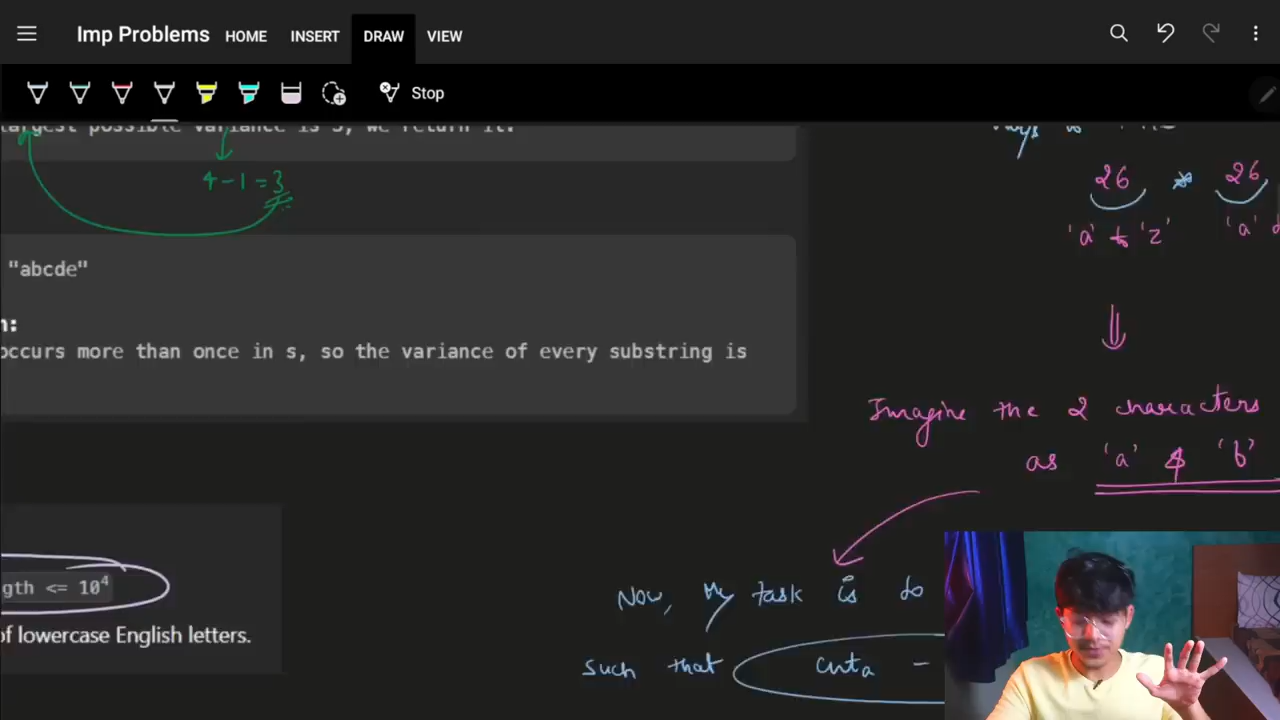 Imp Problems HOME INSERT DRAW VIEW
Stop
largest possible variance is 3, we return it.
4 - 1 = 3
"abcde"
n:
occurs more than once in s, so the variance of every substring is
gth <= 10⁴
of lowercase English letters.
26 * 26
'a' to 'z' 'a'
⇓
Imagine the 2 characters
as 'a' & 'b'
Now, my task is do
such that cnta -